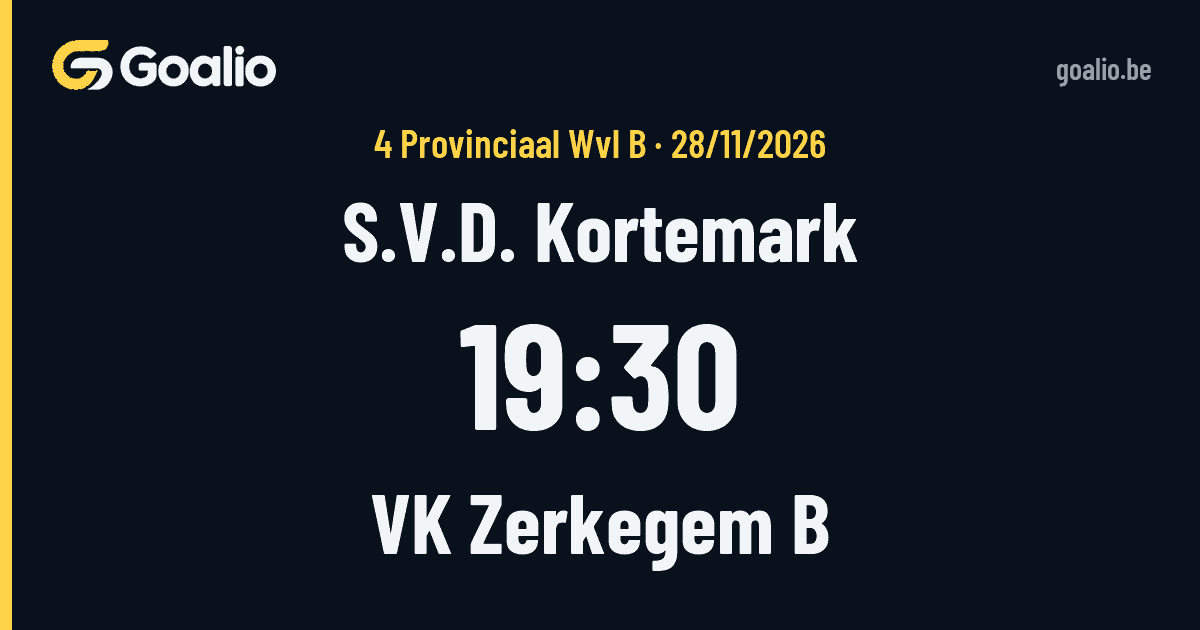 Goalio
goalio.be
4 Provinciaal Wvl B · 28/11/2026
S.V.D. Kortemark
19:30
VK Zerkegem B